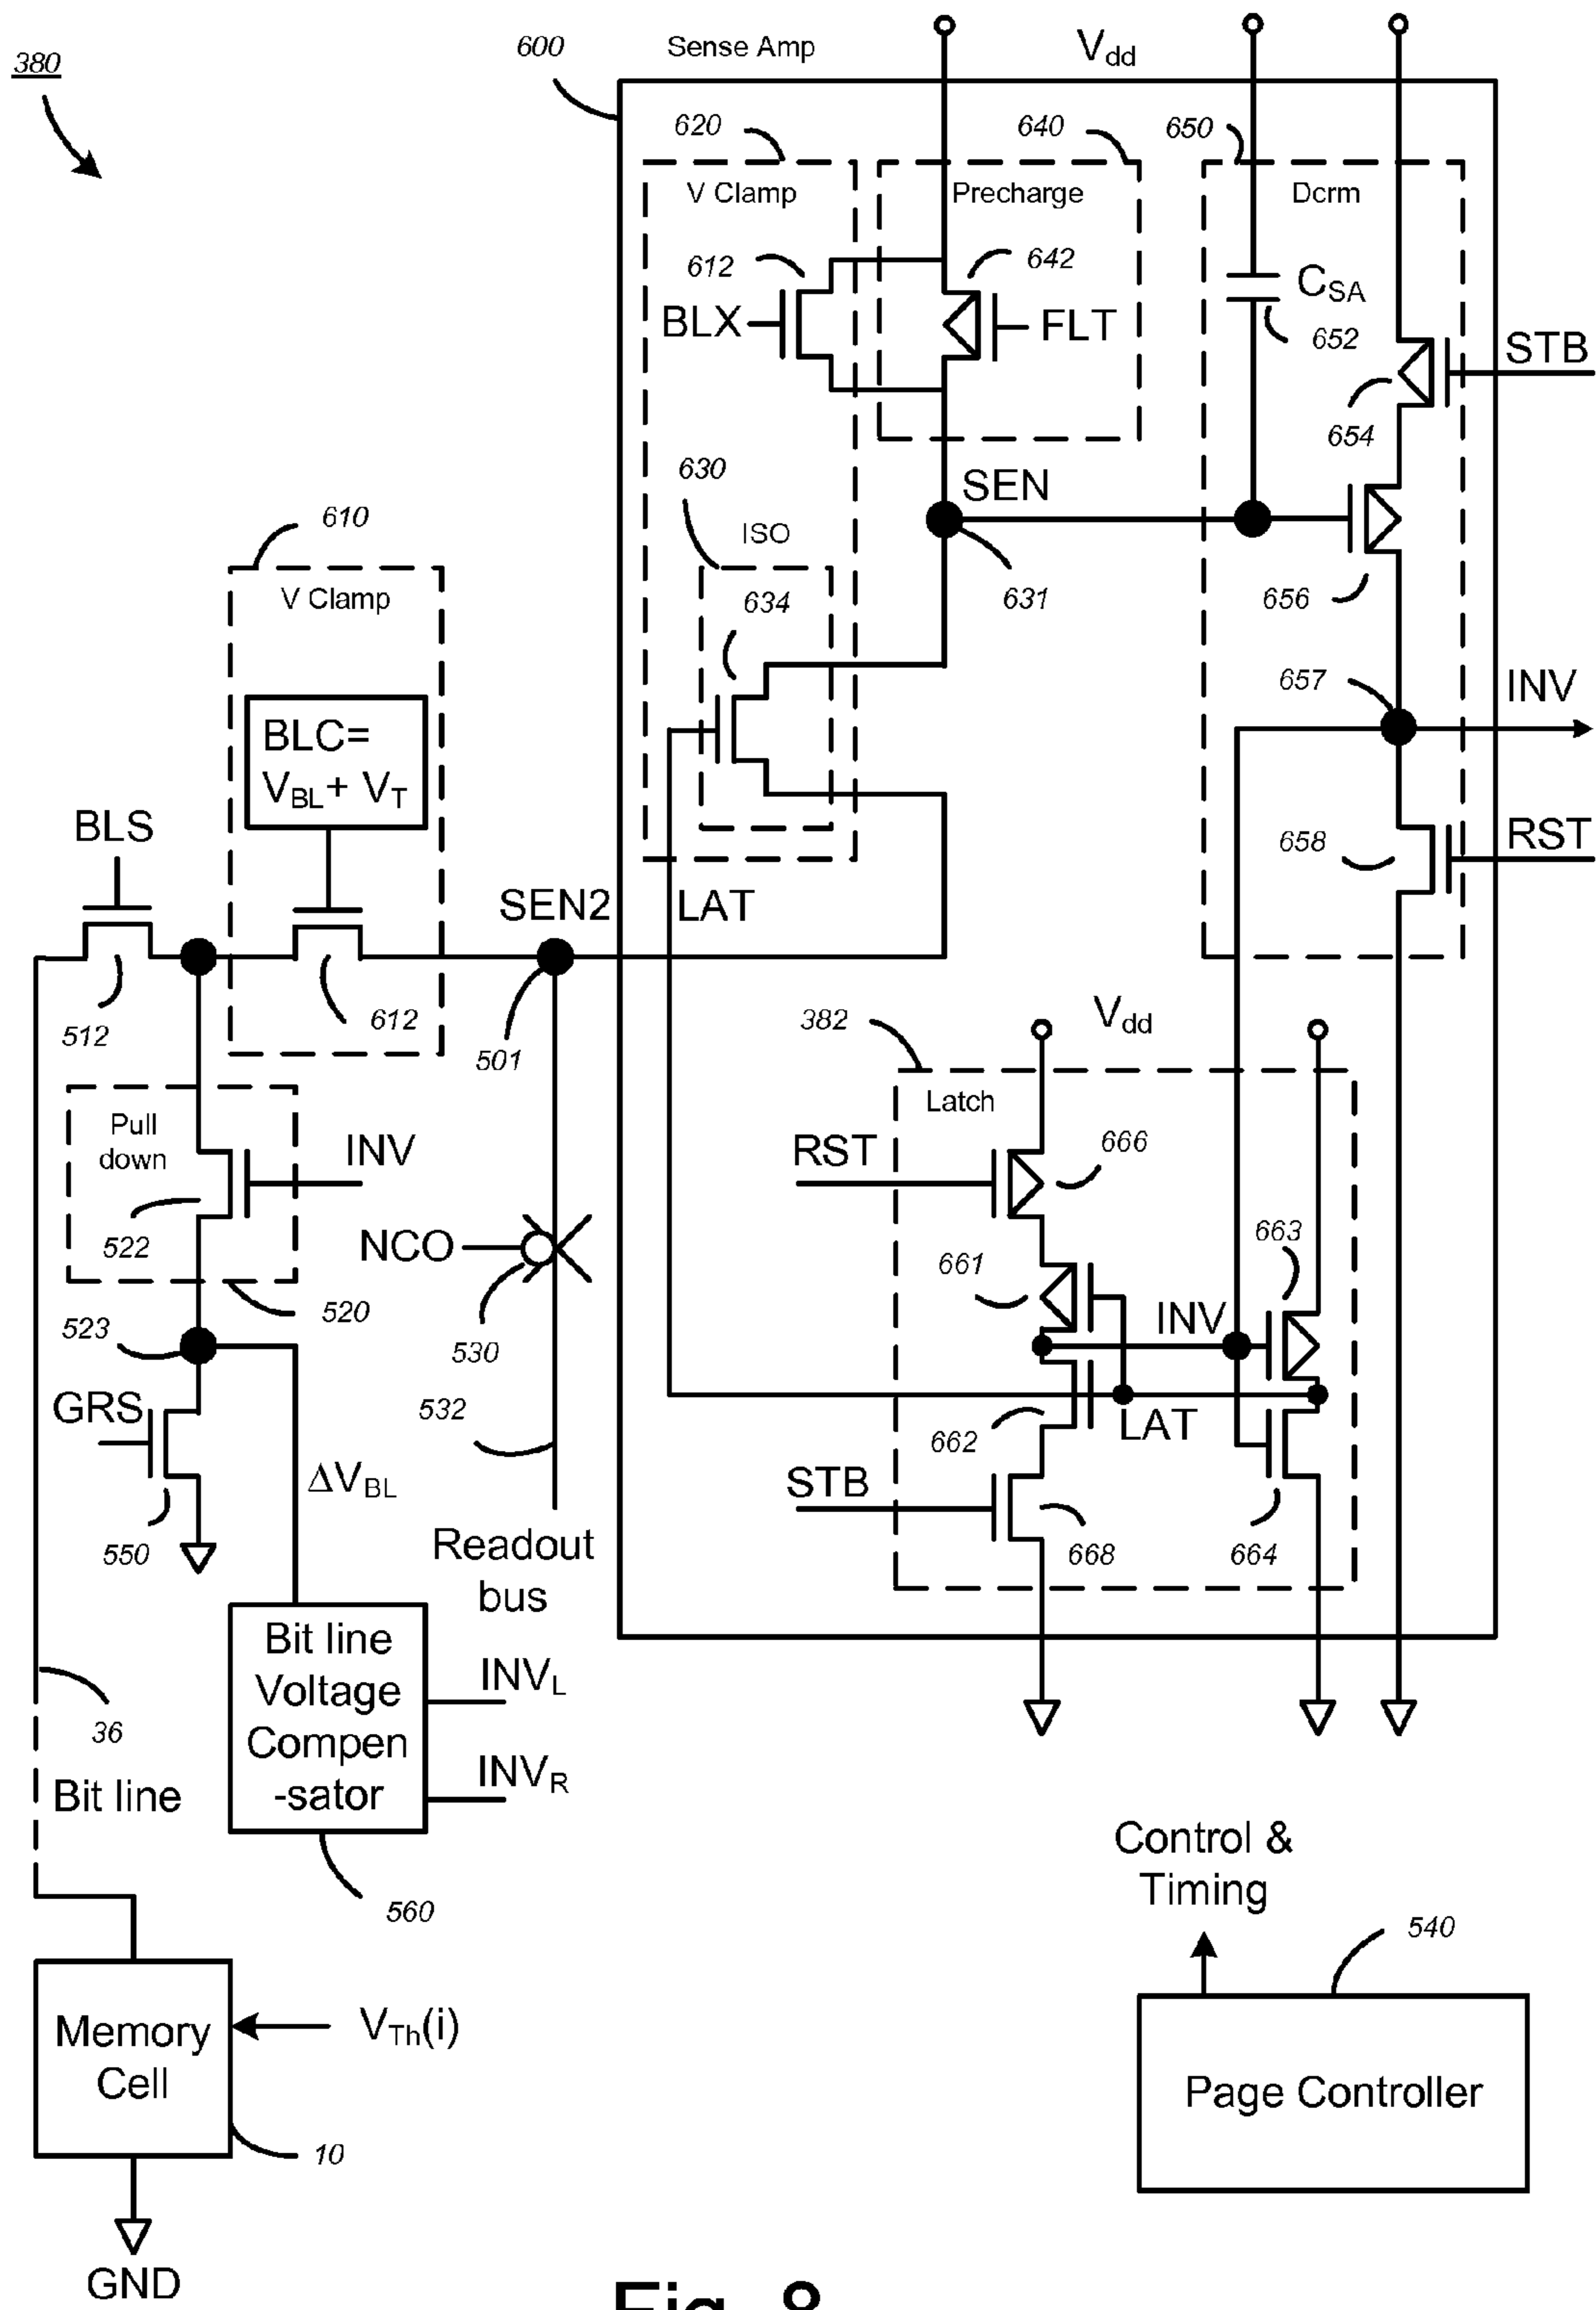 380
600
Sense Amp
Vdd
620
640
650
V Clamp
Precharge
Dcrm
612
642
CSA
BLX
FLT
652
STB
654
630
SEN
610
ISO
V Clamp
634
631
656
657
INV
BLC=
VBL+ VT
BLS
658
RST
SEN2
LAT
512
612
501
382
Vdd
Latch
Pull
down
INV
RST
666
522
NCO
663
661
520
INV
523
530
GRS
532
662
LAT
ΔVBL
STB
550
Readout
bus
668
664
Bit line
Voltage
Compen
-sator
INVL
36
INVR
Bit line
Control &
Timing
560
540
Memory
Cell
VTh(i)
Page Controller
10
GND
Fig. 8